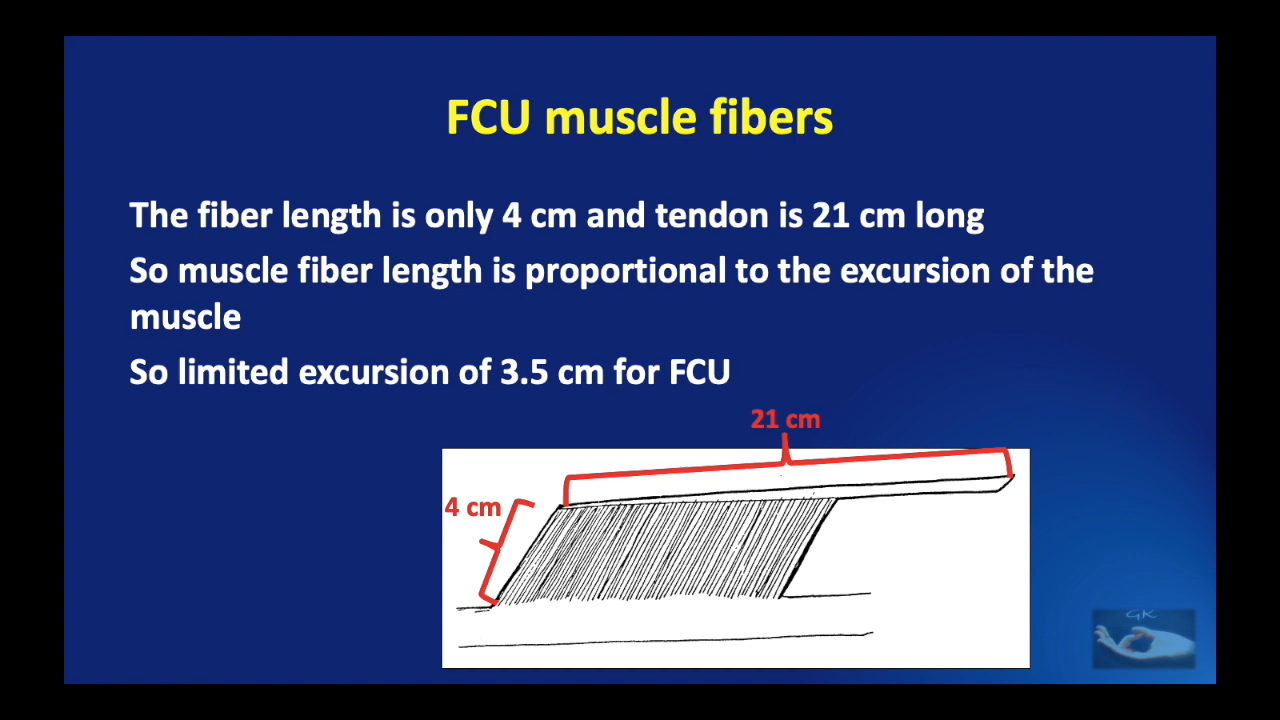 FCU muscle fibers
The fiber length is only 4 cm and tendon is 21 cm long
So muscle fiber length is proportional to the excursion of the
muscle
So limited excursion of 3.5 cm for FCU
21 cm
4 cm
GK